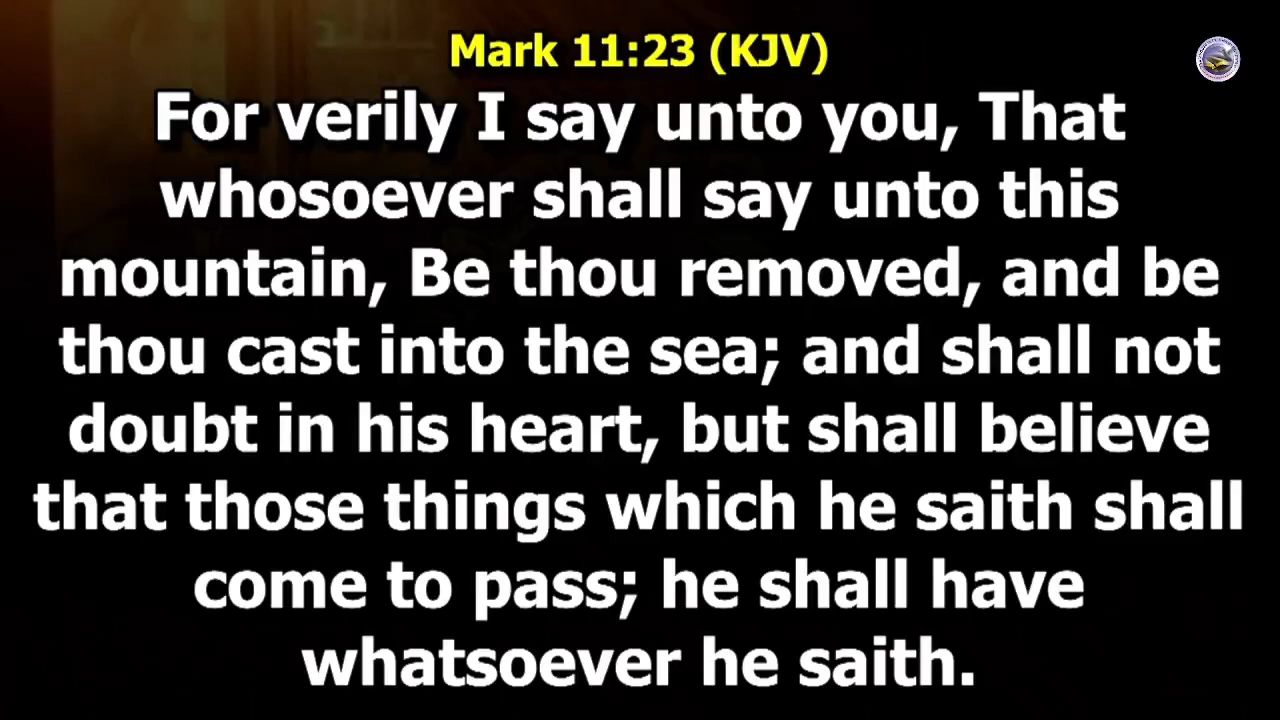 Mark 11:23 (KJV)
For verily I say unto you, That
whosoever shall say unto this
mountain, Be thou removed, and be
thou cast into the sea; and shall not
doubt in his heart, but shall believe
that those things which he saith shall
come to pass; he shall have
whatsoever he saith.